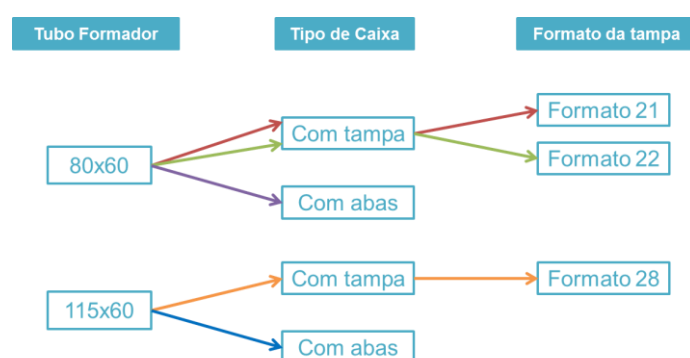 Tubo Formador
Tipo de Caixa
Formato da tampa
80x60
Com tampa
Formato 21
Formato 22
Com abas
115x60
Com tampa
Formato 28
Com abas